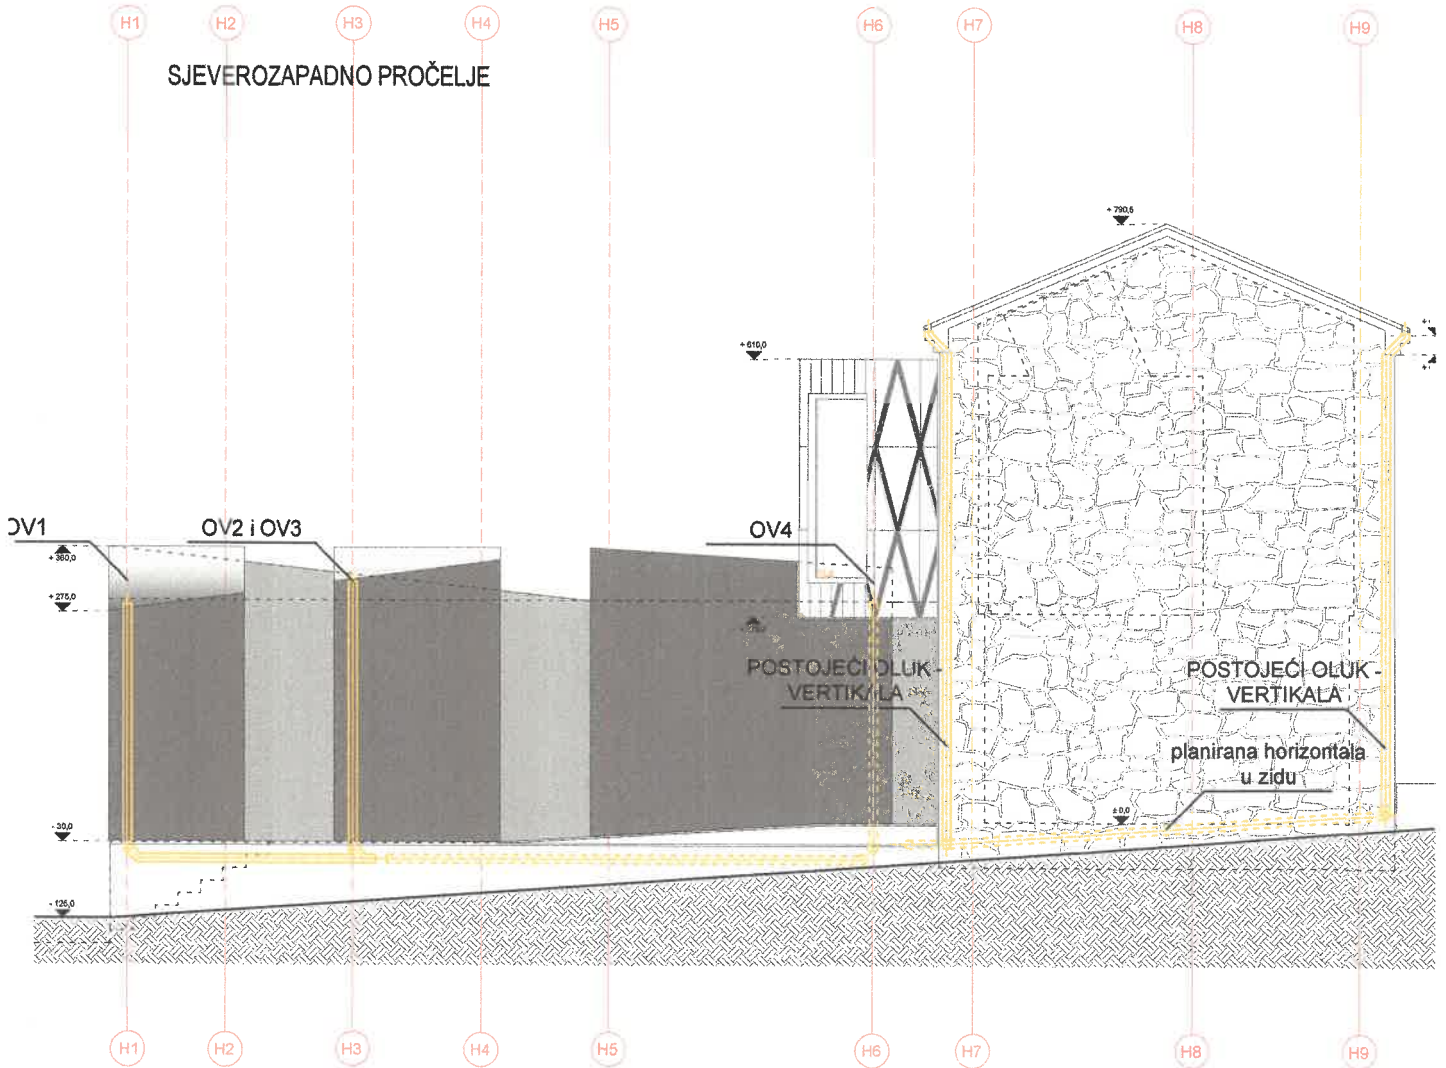 H1 H2 H3 H4 H5 H6 H7 H8 H9
SJEVEROZAPADNO PROČELJE
+ 790,5
+ 610,0
OV1
OV2 i OV3
OV4
+ 360,0
+ 275,0
POSTOJEĆI OLUK -
VERTIKALA
POSTOJEĆI OLUK -
VERTIKALA
planirana horizontala
u zidu
± 0,0
- 30,0
- 125,0
H1 H2 H3 H4 H5 H6 H7 H8 H9